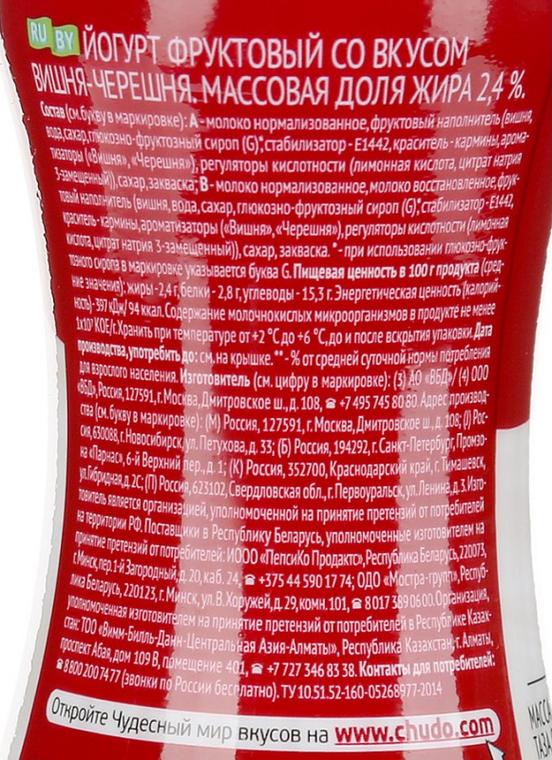 RU BY ЙОГУРТ ФРУКТОВЫЙ СО ВКУСОМ
ВИШНЯ-ЧЕРЕШНЯ, МАССОВАЯ ДОЛЯ ЖИРА 2,4 %.
Состав (см.букву в маркировке): А - молоко нормализованное, фруктовый наполнитель (вишня,
вода, сахар, глюкозно-фруктозный сироп (G)*, стабилизатор - Е1442, краситель - кармины, арома-
тизаторы («Вишня», «Черешня»), регуляторы кислотности (лимонная кислота, цитрат натрия
3-замещенный)), сахар, закваска; В - молоко нормализованное, молоко восстановленное, фрук-
товый наполнитель (вишня, вода, сахар, глюкозно-фруктозный сироп (G)*, стабилизатор - Е1442,
краситель - кармины, ароматизаторы («Вишня», «Черешня»), регуляторы кислотности (лимонная
кислота, цитрат натрия 3-замещенный)), сахар, закваска. *- при использовании глюкозно-фрук-
тозного сиропа в маркировке указывается буква G. Пищевая ценность в 100 г продукта (сред-
ние значения): жиры - 2,4 г, белки - 2,8 г, углеводы - 15,3 г. Энергетическая ценность (калорий-
ность) - 397 кДж/ 94 ккал. Содержание молочнокислых микроорганизмов в продукте не менее
1х10⁷ КОЕ/г. Хранить при температуре от +2 °С до +6 °С, до и после вскрытия упаковки. Дата
производства, употребить до: см. на крышке. ** - % от средней суточной нормы потребления
для взрослого населения. Изготовитель (см. цифру в маркировке): (3) АО «ВБД»/ (4) ООО
«ВБД», Россия, 127591, г. Москва, Дмитровское ш., д. 108, ☎ +7 495 745 80 80. Адрес производ-
ства (см. букву в маркировке): (М) Россия, 127591, г. Москва, Дмитровское ш., д. 108; (J) Рос-
сия, 630088, г. Новосибирск, ул. Петухова, д. 33; (Б) Россия, 194292, г. Санкт-Петербург, Промзо-
на «Парнас», 6-й Верхний пер., д. 1; (К) Россия, 352700, Краснодарский край, г. Тимашевск,
ул. Гибридная, д. 2С; (П) Россия, 623102, Свердловская обл., г. Первоуральск, ул. Ленина, д. 3. Изго-
товитель является организацией, уполномоченной на принятие претензий от потребителей
на территории РФ. Поставщики в Республику Беларусь, уполномоченные изготовителем на
принятие претензий от потребителей: ИООО «ПепсиКо Продактс», Республика Беларусь, 220073,
г. Минск, пер. 1-й Загородный, д. 20, каб. 24, ☎ +375 44 590 17 74; ОДО «Мостра-групп», Респуб-
лика Беларусь, 220123, г. Минск, ул. В. Хоружей, д. 29, комн. 101, ☎ 8 017 389 06 00. Организация,
уполномоченная изготовителем на принятие претензий от потребителей в Республике Казах-
стан: ТОО «Вимм-Билль-Данн-Центральная Азия-Алматы», Республика Казахстан, г. Алматы,
проспект Абая, дом 109 В, помещение 401, ☎ +7 727 346 83 38. Контакты для потребителей:
☎ 8 800 200 74 77 (звонки по России бесплатно). ТУ 10.51.52-160-05268977-2014
Откройте Чудесный мир вкусов на www.chudo.com
МАССА
ТАЗА